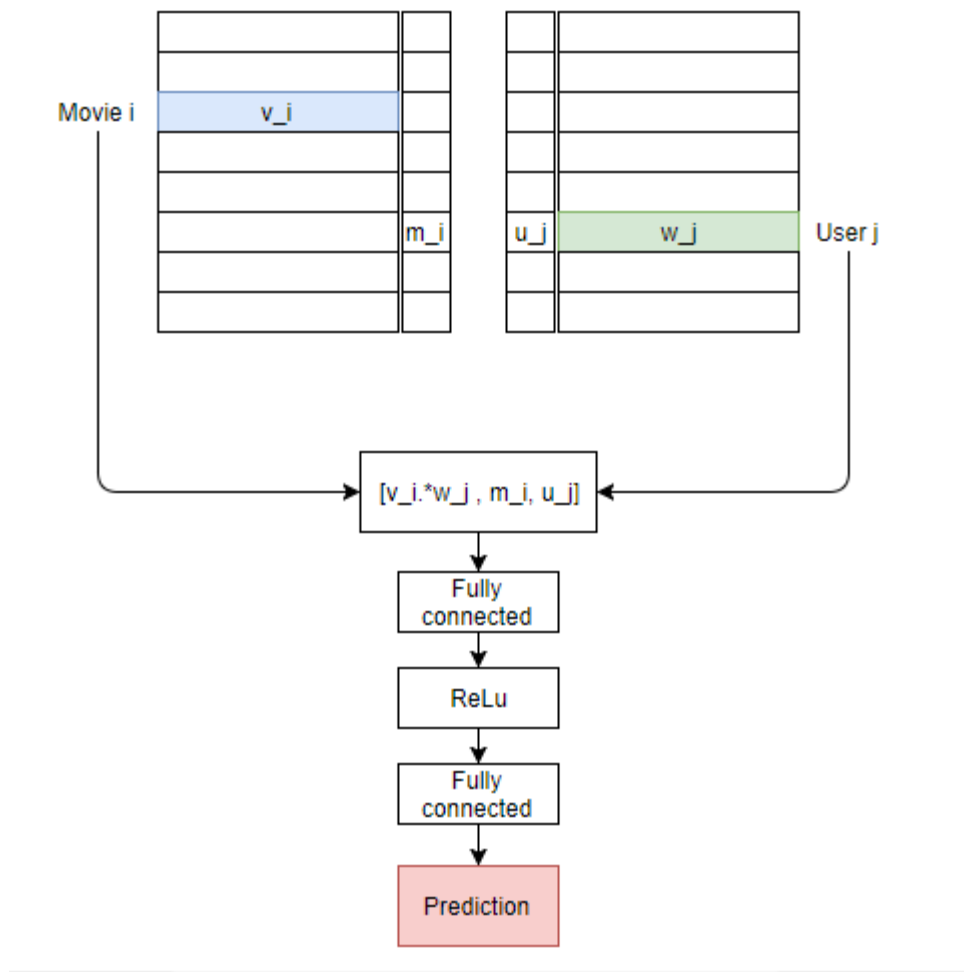 Movie i
v_i
m_i
u_j
w_j
User j
[v_i.*w_j , m_i, u_j]
Fully
connected
ReLu
Fully
connected
Prediction